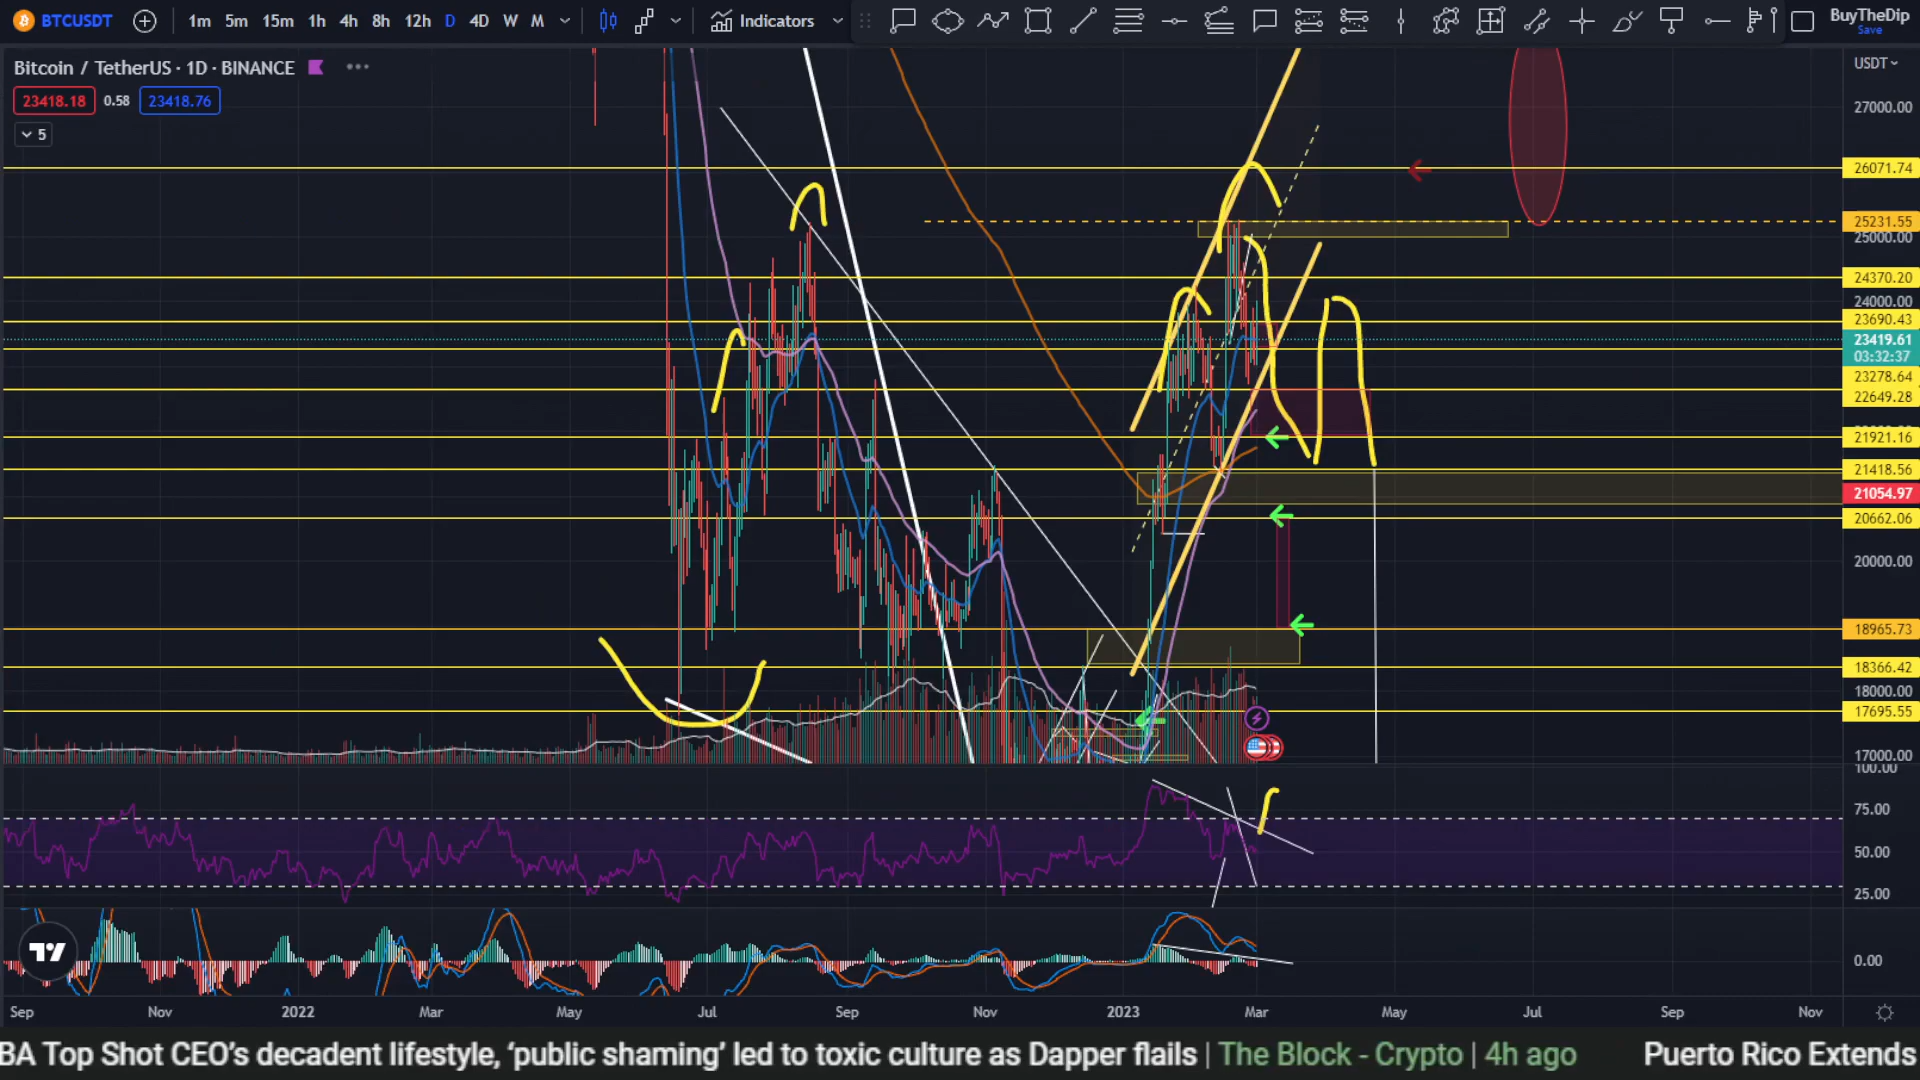 BTCUSDT
1m 5m 15m 1h 4h 8h 12h D 4D W M
Indicators
BuyTheDip
Save
Bitcoin / TetherUS · 1D · BINANCE
USDT
23418.18 0.58 23418.76
5
27000.00
26071.74
25231.55
25000.00
24370.20
24000.00
23690.43
23419.61
03:32:37
23278.64
22649.28
21921.16
21418.56
21054.97
20662.06
20000.00
18965.73
18366.42
18000.00
17695.55
17000.00
100.00
75.00
50.00
25.00
0.00
Sep Nov 2022 Mar May Jul Sep Nov 2023 Mar May Jul Sep Nov
BA Top Shot CEO’s decadent lifestyle, ‘public shaming’ led to toxic culture as Dapper flails | The Block - Crypto | 4h ago Puerto Rico Extends